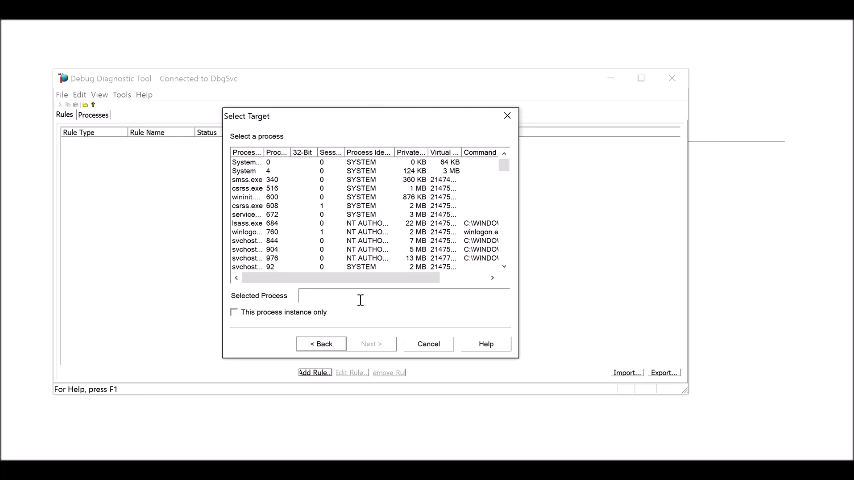 Debug Diagnostic Tool Connected to DbgSvc
File Edit View Tools Help
Rules Processes
Rule Type Rule Name Status
Select Target
Select a process
Proces... Proc... 32-Bit Sess... Process Ide... Private... Virtual ... Command
System... 0 0 SYSTEM 0 KB 64 KB
System 4 0 SYSTEM 124 KB 3 MB
smss.exe 340 0 SYSTEM 360 KB 21474...
csrss.exe 516 0 SYSTEM 1 MB 21475...
wininit.... 600 0 SYSTEM 876 KB 21475...
csrss.exe 608 1 SYSTEM 2 MB 21475...
service... 672 0 SYSTEM 3 MB 21475...
lsass.exe 684 0 NT AUTHO... 22 MB 21475... C:\WINDO
winlogo... 760 1 NT AUTHO... 2 MB 21475... winlogon.e
svchost... 844 0 NT AUTHO... 7 MB 21475... C:\WINDO
svchost... 904 0 NT AUTHO... 5 MB 21475... C:\WINDO
svchost... 976 0 NT AUTHO... 13 MB 21477... C:\WINDO
svchost... 92 0 SYSTEM 2 MB 21475...
Selected Process
This process instance only
< Back Next > Cancel Help
Add Rule.. Edit Rule... emove Rul Import... Export...
For Help, press F1